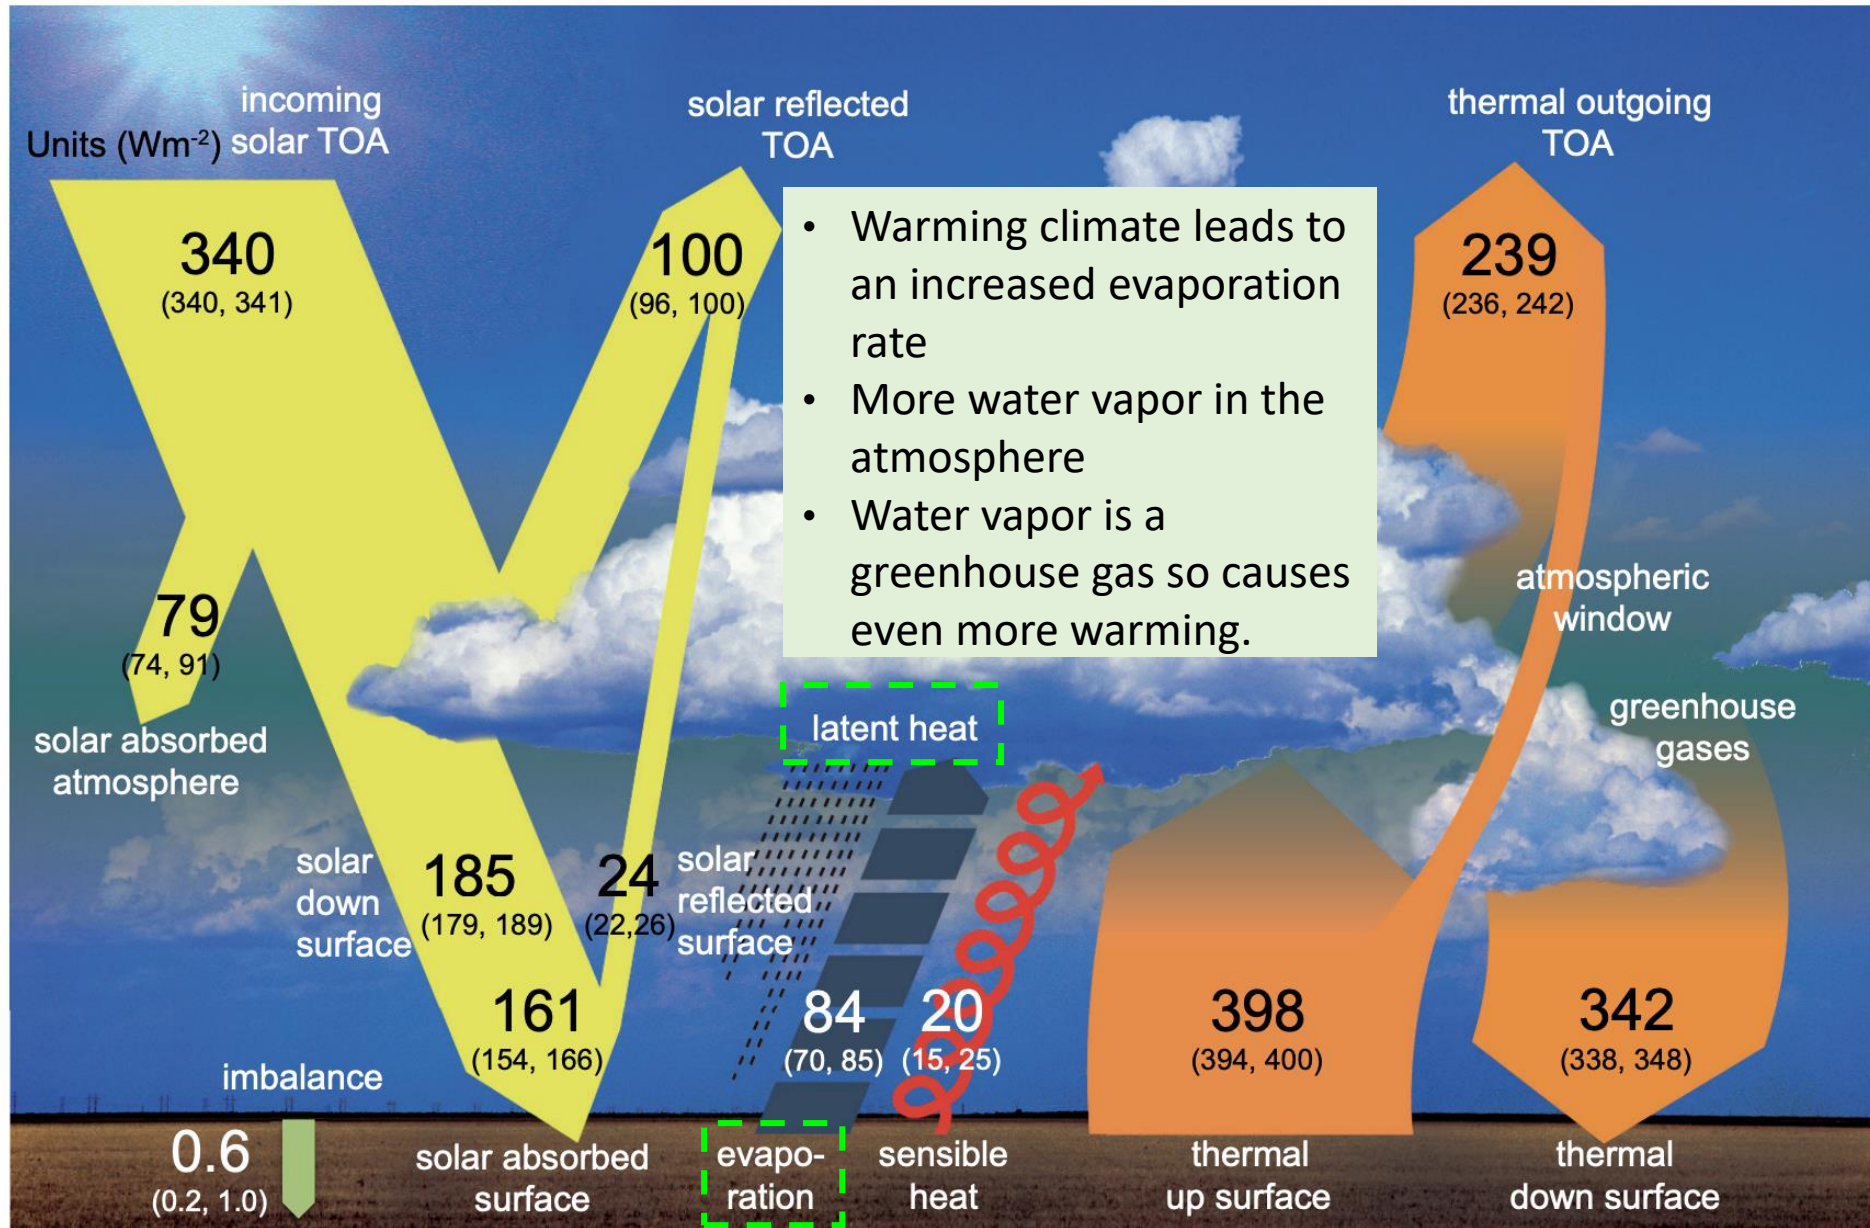 incoming
solar TOA
Units (Wm-2)
solar reflected
TOA
thermal outgoing
TOA
340
(340, 341)
100
(96, 100)
239
(236, 242)
• Warming climate leads to
an increased evaporation
rate
• More water vapor in the
atmosphere
• Water vapor is a
greenhouse gas so causes
even more warming.
79
(74, 91)
solar absorbed
atmosphere
atmospheric
window
greenhouse
gases
latent heat
solar
down
surface
185
(179, 189)
24
(22,26)
solar
reflected
surface
161
(154, 166)
84
(70, 85)
20
(15, 25)
398
(394, 400)
342
(338, 348)
imbalance
0.6
(0.2, 1.0)
solar absorbed
surface
evapo-
ration
sensible
heat
thermal
up surface
thermal
down surface